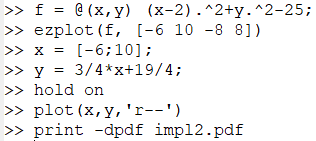 >> f = @(x,y) (x-2).^2+y.^2-25;
>> ezplot(f, [-6 10 -8 8])
>> x = [-6;10];
>> y = 3/4*x+19/4;
>> hold on
>> plot(x,y,'r--')
>> print -dpdf impl2.pdf